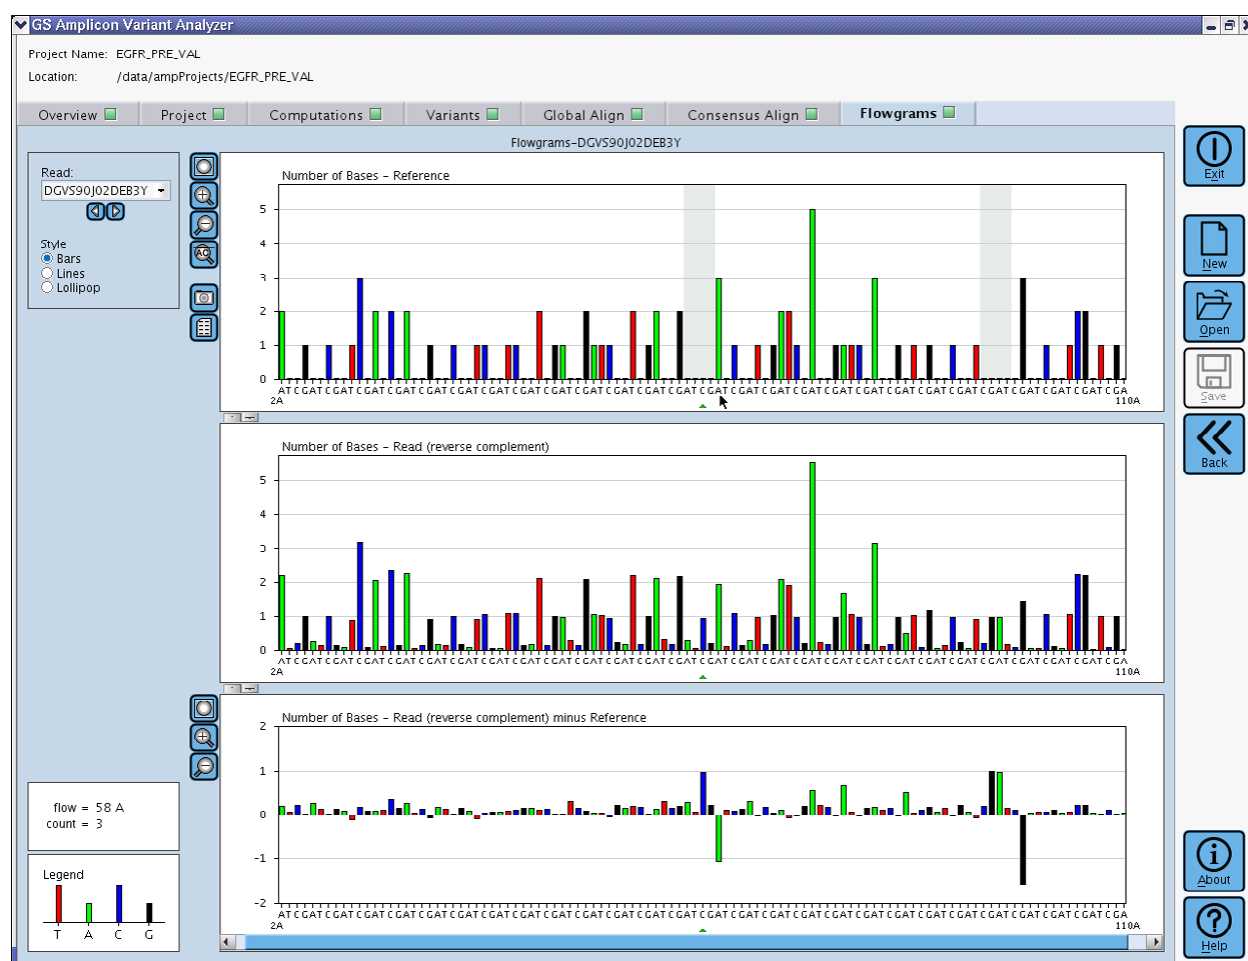 GS Amplicon Variant Analyzer
Project Name: EGFR_PRE_VAL
Location: /data/ampProjects/EGFR_PRE_VAL
Overview Project Computations Variants Global Align Consensus Align Flowgrams
Flowgrams-DGVS90J02DEB3Y
Read:
DGVS90J02DEB3Y
Style
Bars
Lines
Lollipop
AC
Number of Bases - Reference
5
4
3
2
1
0
ATCGATCGATCGATCGATCGATCGATCGATCGATCGATCGATCGATCGATCGATCGATCGATCGATCGATCGATCGATCGATCGATCGATCGATCGATCGATCGA
2A 110A
Number of Bases - Read (reverse complement)
5
4
3
2
1
0
ATCGATCGATCGATCGATCGATCGATCGATCGATCGATCGATCGATCGATCGATCGATCGATCGATCGATCGATCGATCGATCGATCGATCGATCGATCGATCGA
2A 110A
Number of Bases - Read (reverse complement) minus Reference
2
1
0
-1
-2
ATCGATCGATCGATCGATCGATCGATCGATCGATCGATCGATCGATCGATCGATCGATCGATCGATCGATCGATCGATCGATCGATCGATCGATCGATCGATCGA
2A 110A
flow = 58 A
count = 3
Legend
T A C G
Exit
New
Open
Save
Back
About
Help